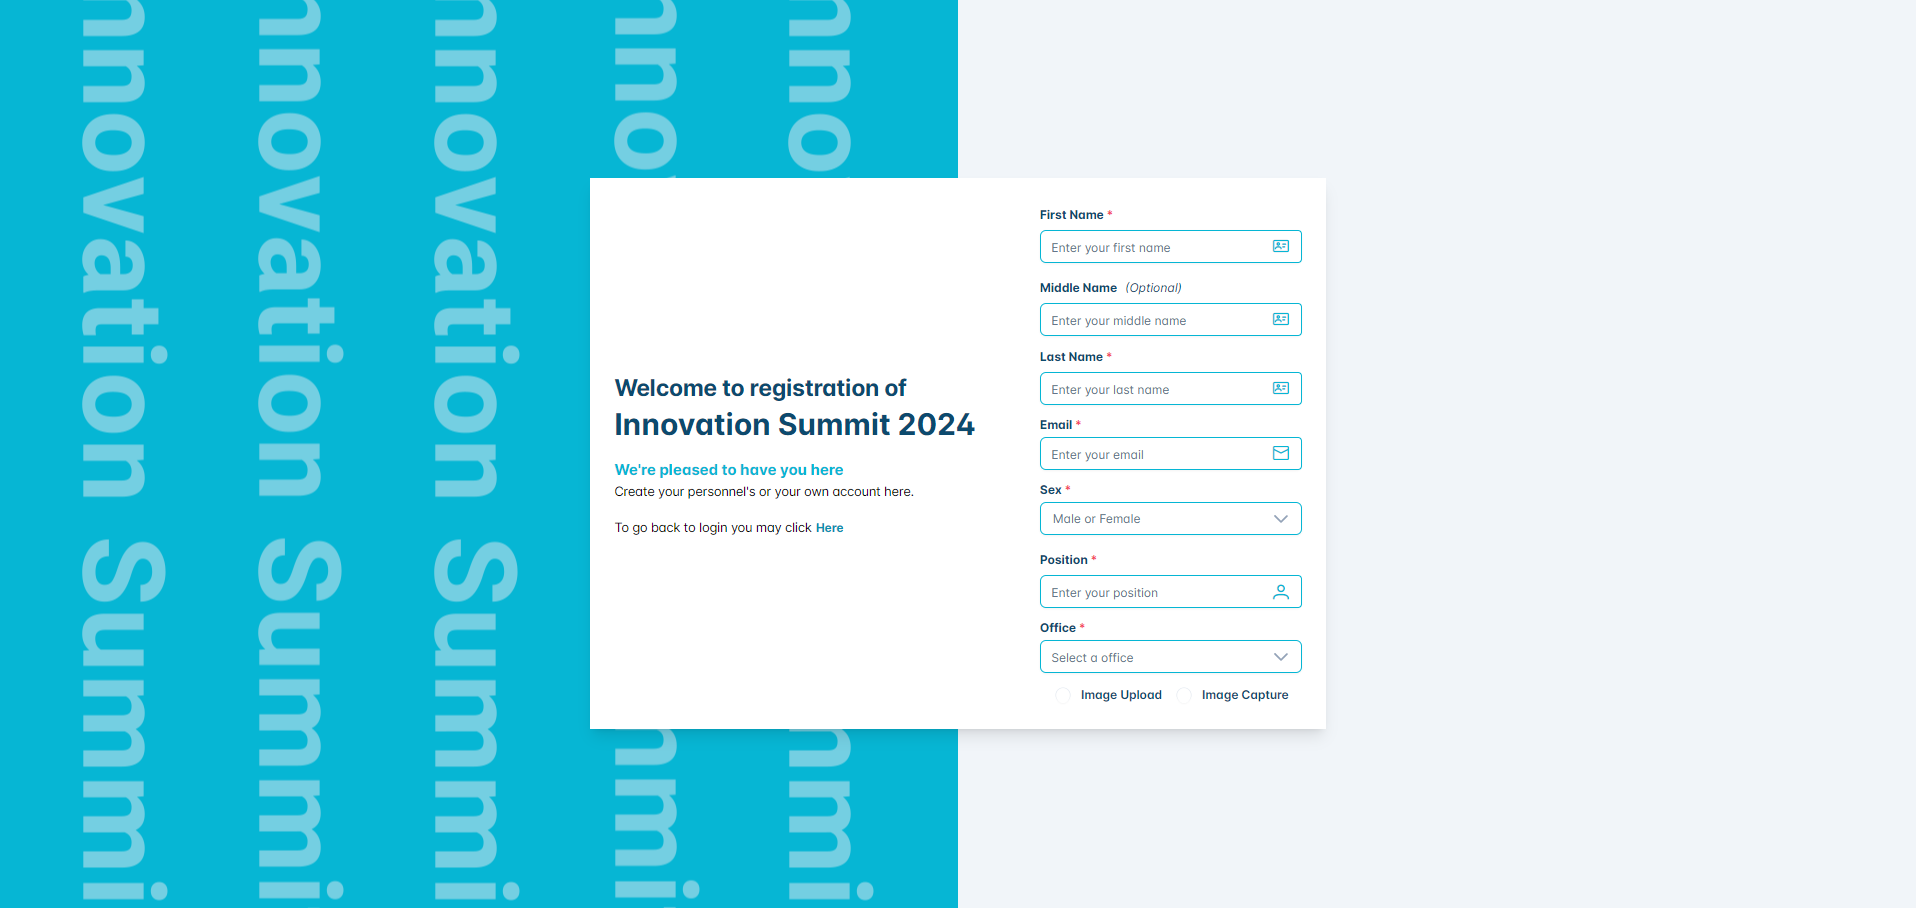 nnovation Summi
nnovation Summi
nnovation Summi
nno
nno
mmi
mmi
Welcome to registration of
Innovation Summit 2024
We're pleased to have you here
Create your personnel's or your own account here.
To go back to login you may click Here
First Name *
Enter your first name
Middle Name (Optional)
Enter your middle name
Last Name *
Enter your last name
Email *
Enter your email
Sex *
Male or Female
Position *
Enter your position
Office *
Select a office
Image Upload Image Capture